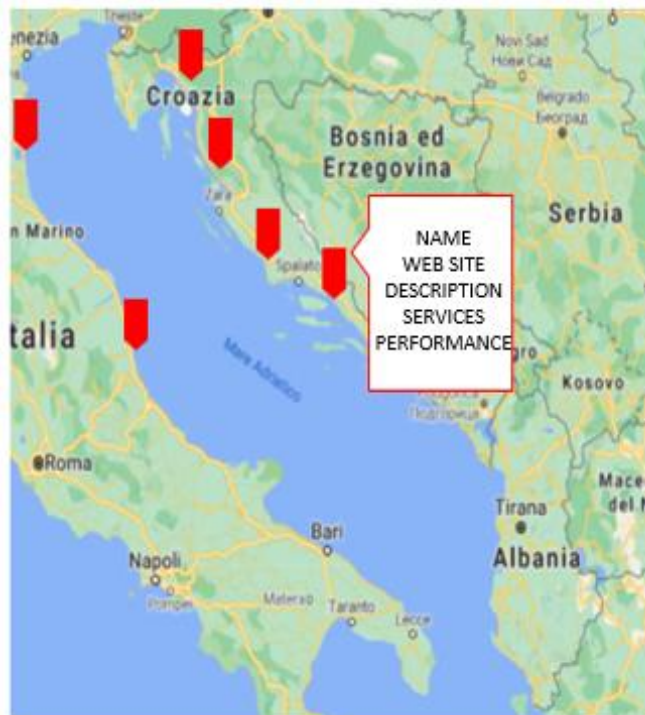 Trieste
enezia
Novi Sad
Нови Сад
Croazia
Belgrado
Београд
Bosnia ed
Erzegovina
Zara
Serbia
n Marino
Spalato
NAME
WEB SITE
DESCRIPTION
SERVICES
PERFORMANCE
talia
Mare Adriatico
gro
Kosovo
Подгорица
Roma
Mace
del N
Tirana
Bari
Albania
Napoli
Pompei
Matera
Taranto
Lecce